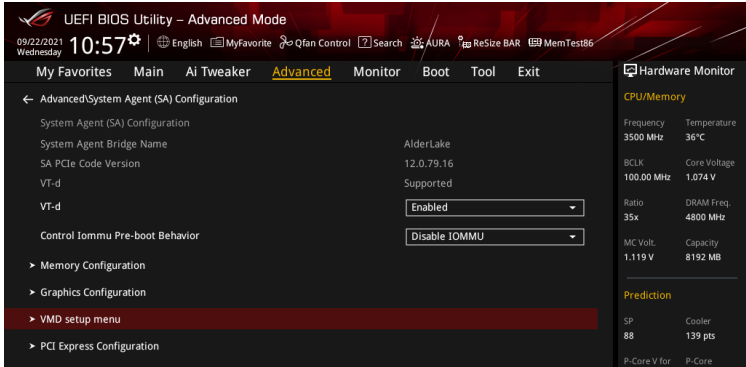 UEFI BIOS Utility – Advanced Mode
09/22/2021 Wednesday 10:57 English MyFavorite Qfan Control ? Search AURA ReSize BAR MemTest86
My Favorites Main Ai Tweaker Advanced Monitor Boot Tool Exit
Hardware Monitor
← Advanced\System Agent (SA) Configuration
System Agent (SA) Configuration
System Agent Bridge Name AlderLake
SA PCIe Code Version 12.0.79.16
VT-d Supported
VT-d Enabled
Control Iommu Pre-boot Behavior Disable IOMMU
> Memory Configuration
> Graphics Configuration
> VMD setup menu
> PCI Express Configuration
CPU/Memory
Frequency Temperature
3500 MHz 36°C
BCLK Core Voltage
100.00 MHz 1.074 V
Ratio DRAM Freq.
35x 4800 MHz
MC Volt. Capacity
1.119 V 8192 MB
Prediction
SP Cooler
88 139 pts
P-Core V for P-Core